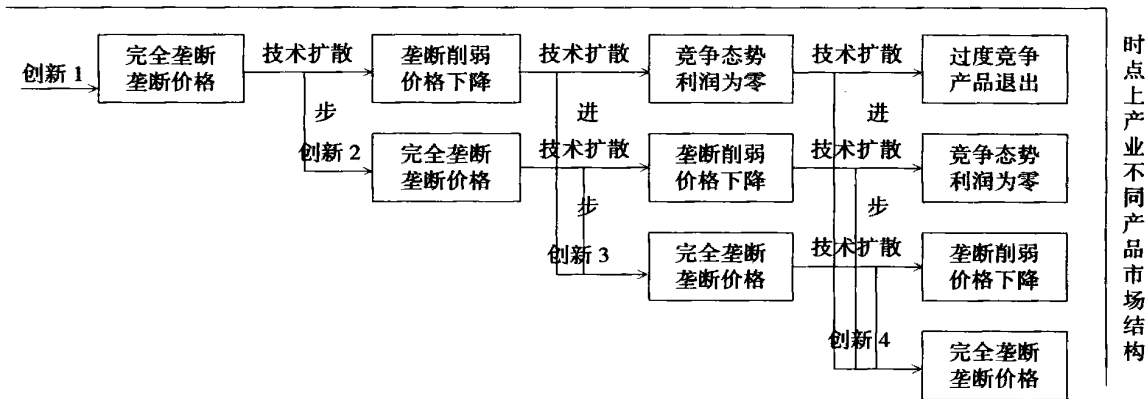 创新 1
完全垄断
垄断价格
技术扩散
垄断削弱
价格下降
技术扩散
竞争态势
利润为零
技术扩散
过度竞争
产品退出
步
进
进
创新 2
完全垄断
垄断价格
技术扩散
垄断削弱
价格下降
技术扩散
竞争态势
利润为零
步
步
创新 3
完全垄断
垄断价格
技术扩散
垄断削弱
价格下降
创新 4
完全垄断
垄断价格
时点上产业不同产品市场结构